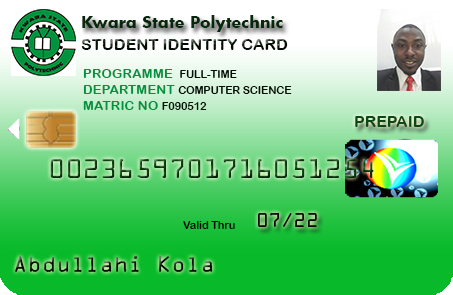 Kwara State Polytechnic
STUDENT IDENTITY CARD
KWARA STATE
POLYTECHNIC
PROGRAMME FULL-TIME
DEPARTMENT COMPUTER SCIENCE
MATRIC NO F090512
PREPAID
0023659701716051254
Valid Thru 07/22
Abdullahi Kola